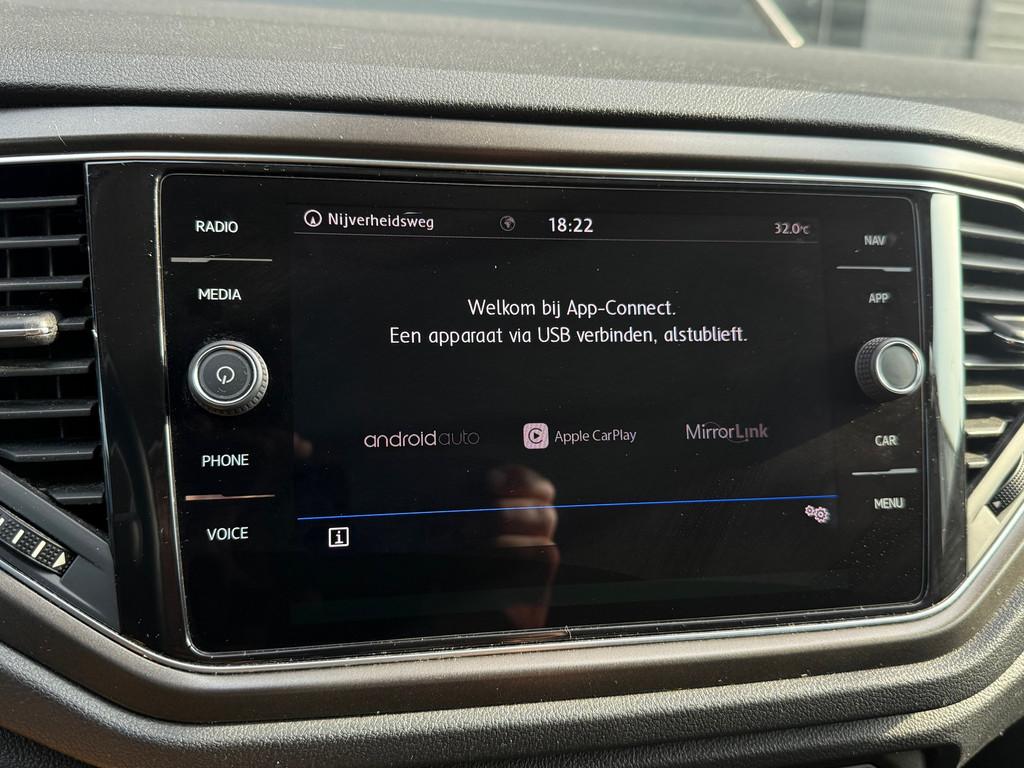 RADIO
MEDIA
PHONE
VOICE
Nijverheidsweg 18:22 32.0°C
Welkom bij App-Connect.
Een apparaat via USB verbinden, alstublieft.
androidauto Apple CarPlay MirrorLink
i
NAV
APP
CAR
MENU